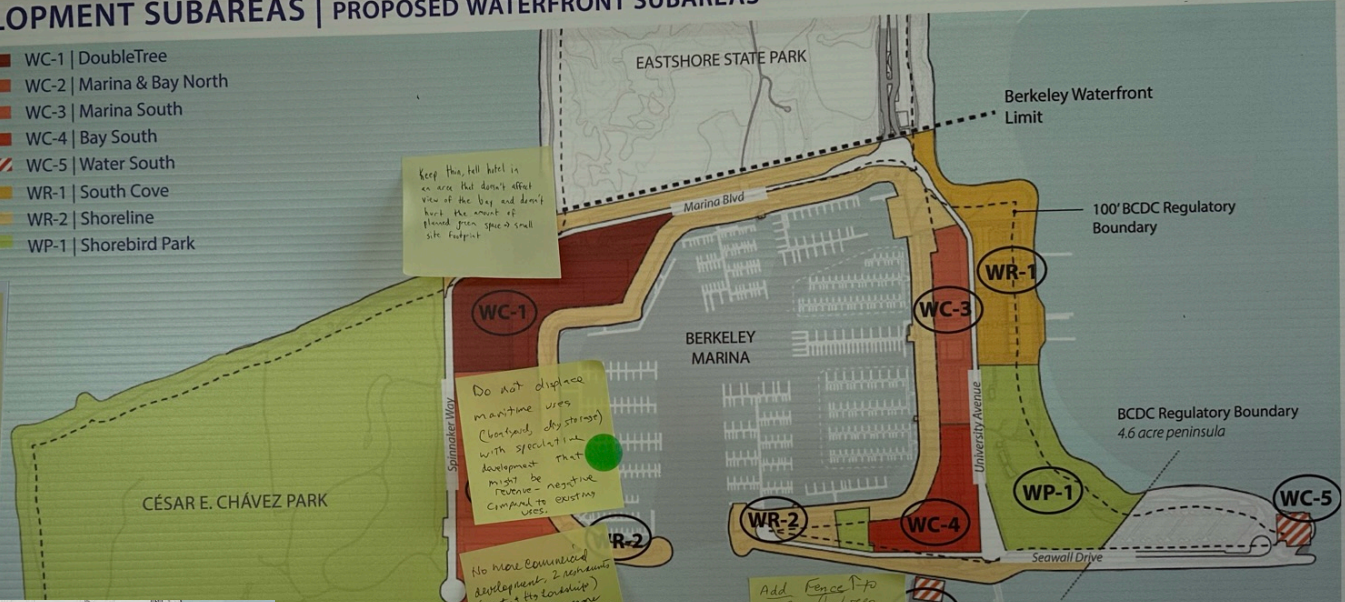 LOPMENT SUBAREAS | PROPOSED WATERFRONT SUBAREAS
WC-1 | DoubleTree
WC-2 | Marina & Bay North
WC-3 | Marina South
WC-4 | Bay South
WC-5 | Water South
WR-1 | South Cove
WR-2 | Shoreline
WP-1 | Shorebird Park
EASTSHORE STATE PARK
Berkeley Waterfront
Limit
Keep thin, tall hotel in
an area that doesn't affect
view of the bay and doesn't
hurt the amount of
planned green space → small
site footprint
Marina Blvd
100' BCDC Regulatory
Boundary
WR-1
WC-1
WC-3
BERKELEY
MARINA
Do not displace
maritime uses
(boatyard, dry storage)
with speculative
development that
might be
revenue-negative
compared to existing
uses.
Spinnaker Way
University Avenue
BCDC Regulatory Boundary
4.6 acre peninsula
CÉSAR E. CHÁVEZ PARK
WP-1
WC-5
WR-2
WC-4
WR-2
Seawall Drive
No more commercial
development, 2 restaurants
Add Fence